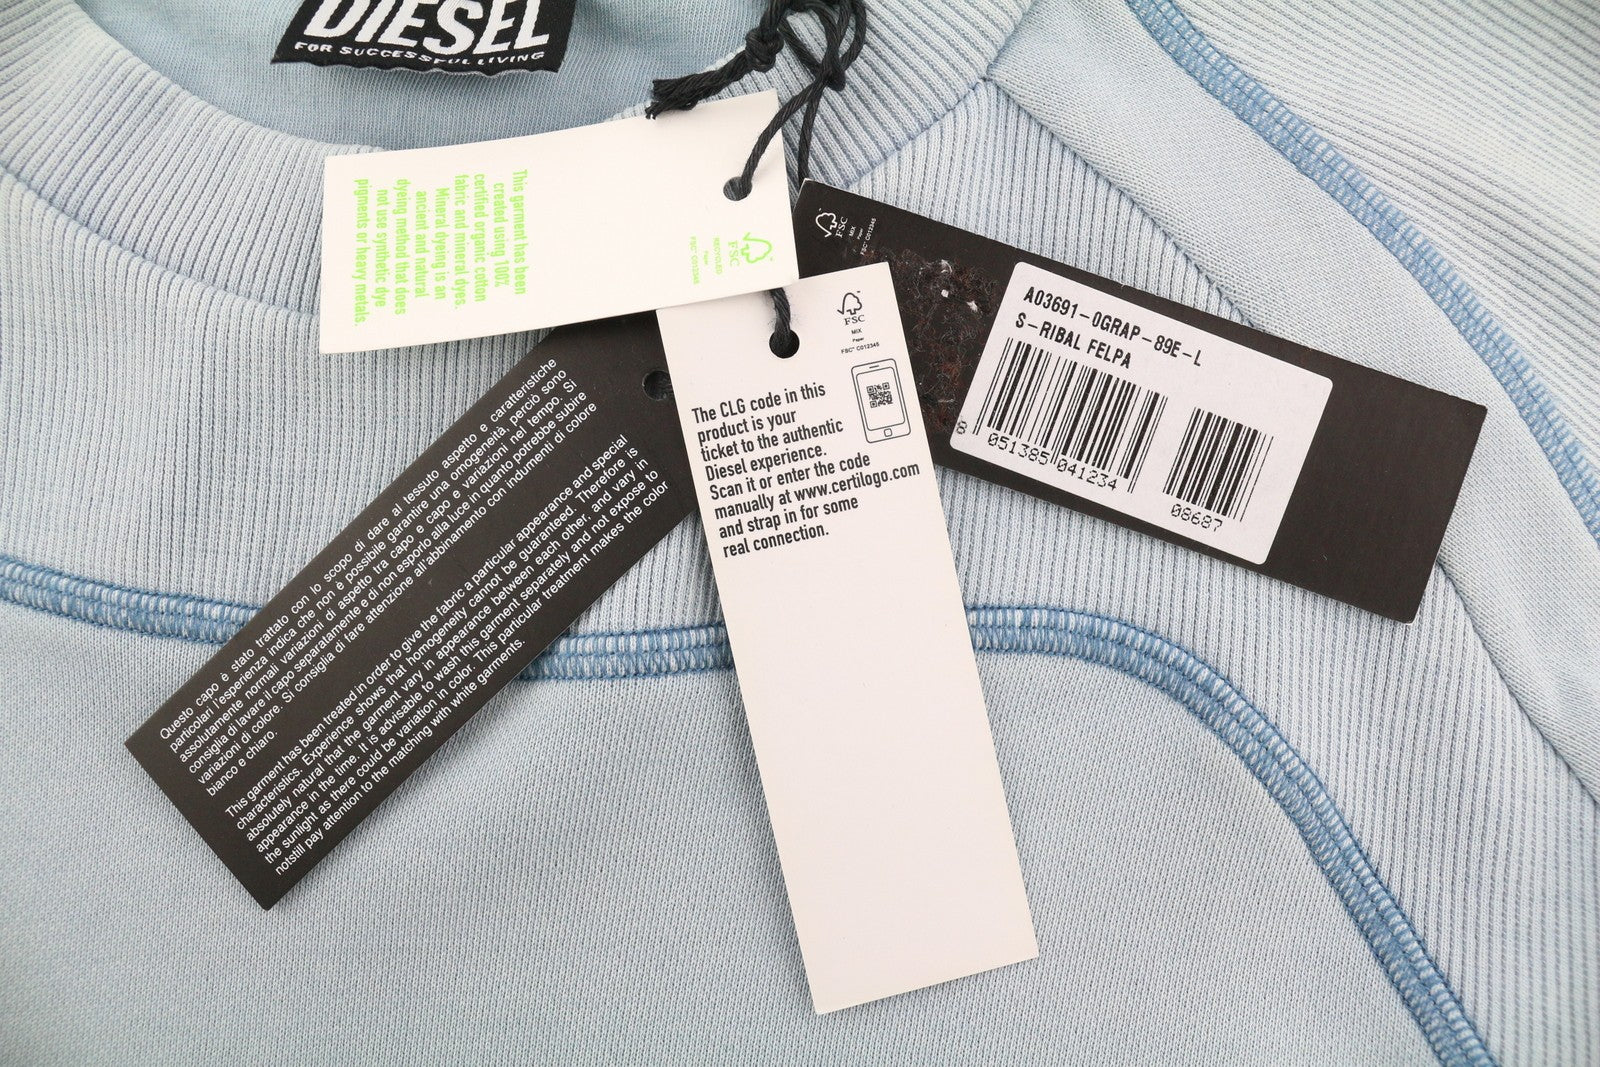 DIESEL
FOR SUCCESSFUL LIVING
This garment has been
created using 100%
certified organic cotton
fabric and mineral dyes.
Mineral dyeing is an
ancient and natural
dyeing method that does
not use synthetic dye
pigments or heavy metals.
FSC
RECYCLED
Paper
FSC® C012345
FSC
MIX
Paper
FSC® C012345
The CLG code in this
product is your
ticket to the authentic
Diesel experience.
Scan it or enter the code
manually at www.certilogo.com
and strap in for some
real connection.
FSC
MIX
Paper
FSC® C012345
A03691-0GRAP-89E-L
S-RIBAL FELPA
8 051385 041234
08687
Questo capo è stato trattato con lo scopo di dare al tessuto aspetto e caratteristiche
particolari l'esperienza indica che non è possibile garantire una omogeneità, perciò sono
assolutamente normali variazioni di aspetto tra capo e capo e variazioni nel tempo. Si
consiglia di lavare il capo separatamente e di non esporlo alla luce in quanto potrebbe subire
variazioni di colore. Si consiglia di fare attenzione all'abbinamento con indumenti di colore
bianco e chiaro.
This garment has been treated in order to give the fabric a particular appearance and special
characteristics. Experience shows that homogeneity cannot be guaranteed. Therefore is
absolutely natural that the garment vary in appearance between each other, and vary in
appearance in the time. It is advisable to wash this garment separately and not expose to
the sunlight as there could be variation in color. This particular treatment makes the color
notstill pay attention to the matching with white garments.